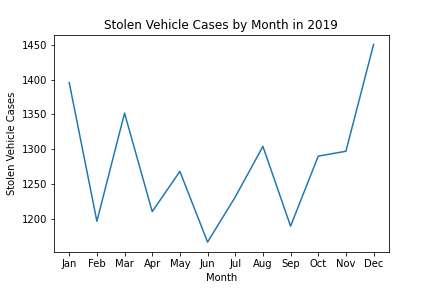 Stolen Vehicle Cases by Month in 2019
Stolen Vehicle Cases
1450
1400
1350
1300
1250
1200
Jan Feb Mar Apr May Jun Jul Aug Sep Oct Nov Dec
Month